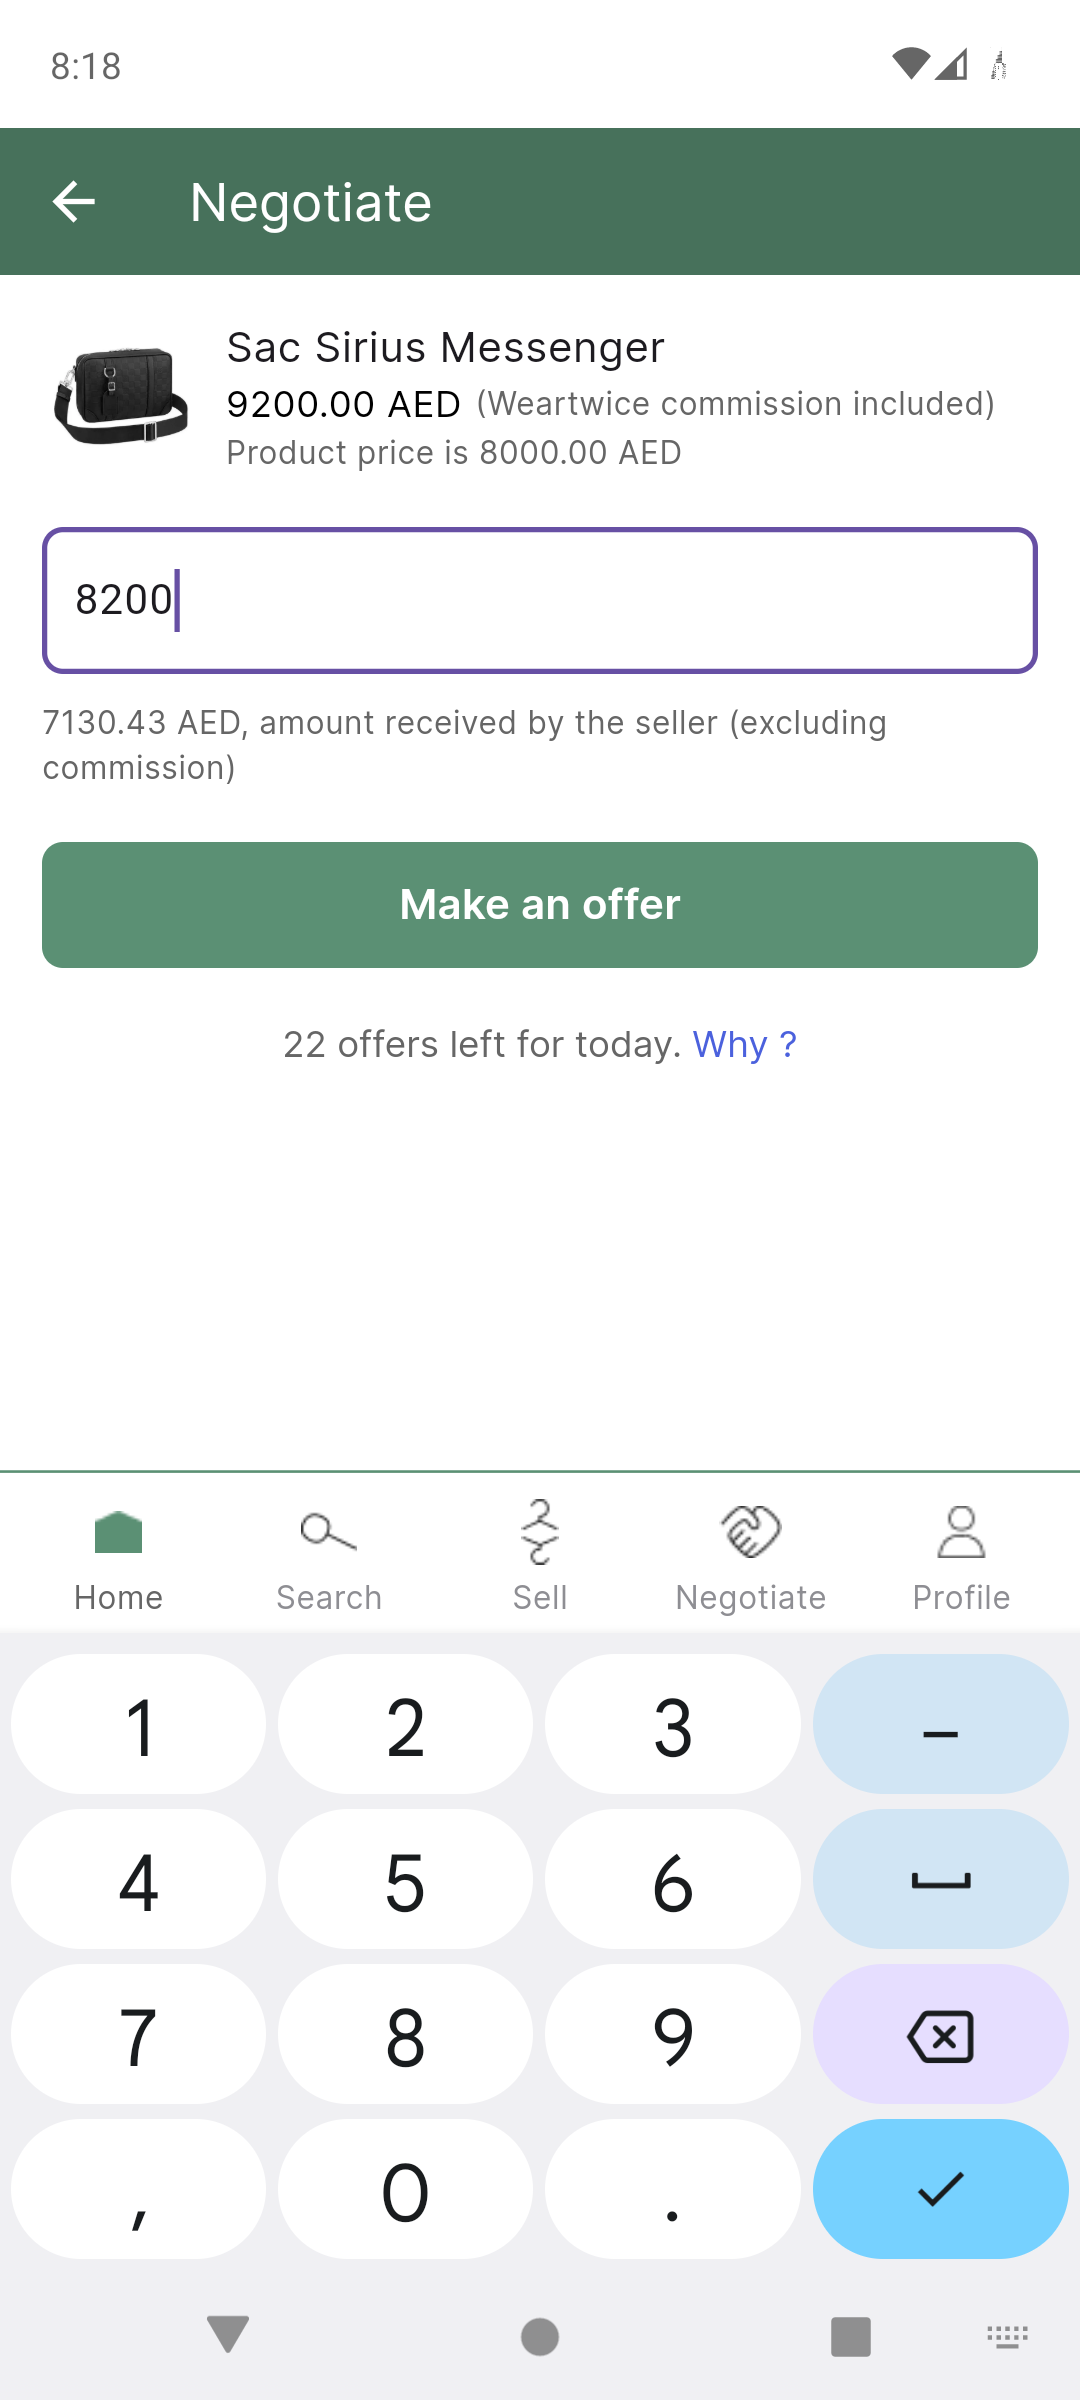 8:18
Negotiate
Sac Sirius Messenger
9200.00 AED (Weartwice commission included)
Product price is 8000.00 AED
8200
7130.43 AED, amount received by the seller (excluding
commission)
Make an offer
22 offers left for today. Why ?
Home Search Sell Negotiate Profile
1 2 3 –
4 5 6
7 8 9
, 0 .